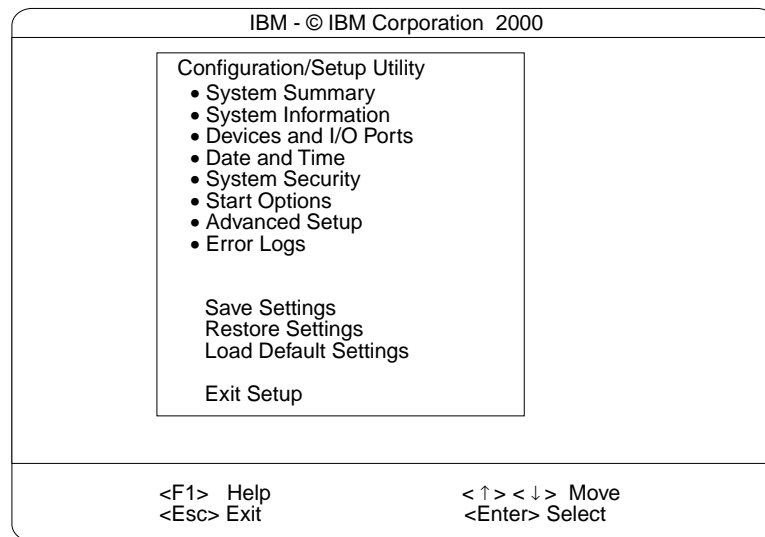 IBM - © IBM Corporation 2000
Configuration/Setup Utility
• System Summary
• System Information
• Devices and I/O Ports
• Date and Time
• System Security
• Start Options
• Advanced Setup
• Error Logs
Save Settings
Restore Settings
Load Default Settings
Exit Setup
<F1> Help <↑> <↓> Move
<Esc> Exit <Enter> Select